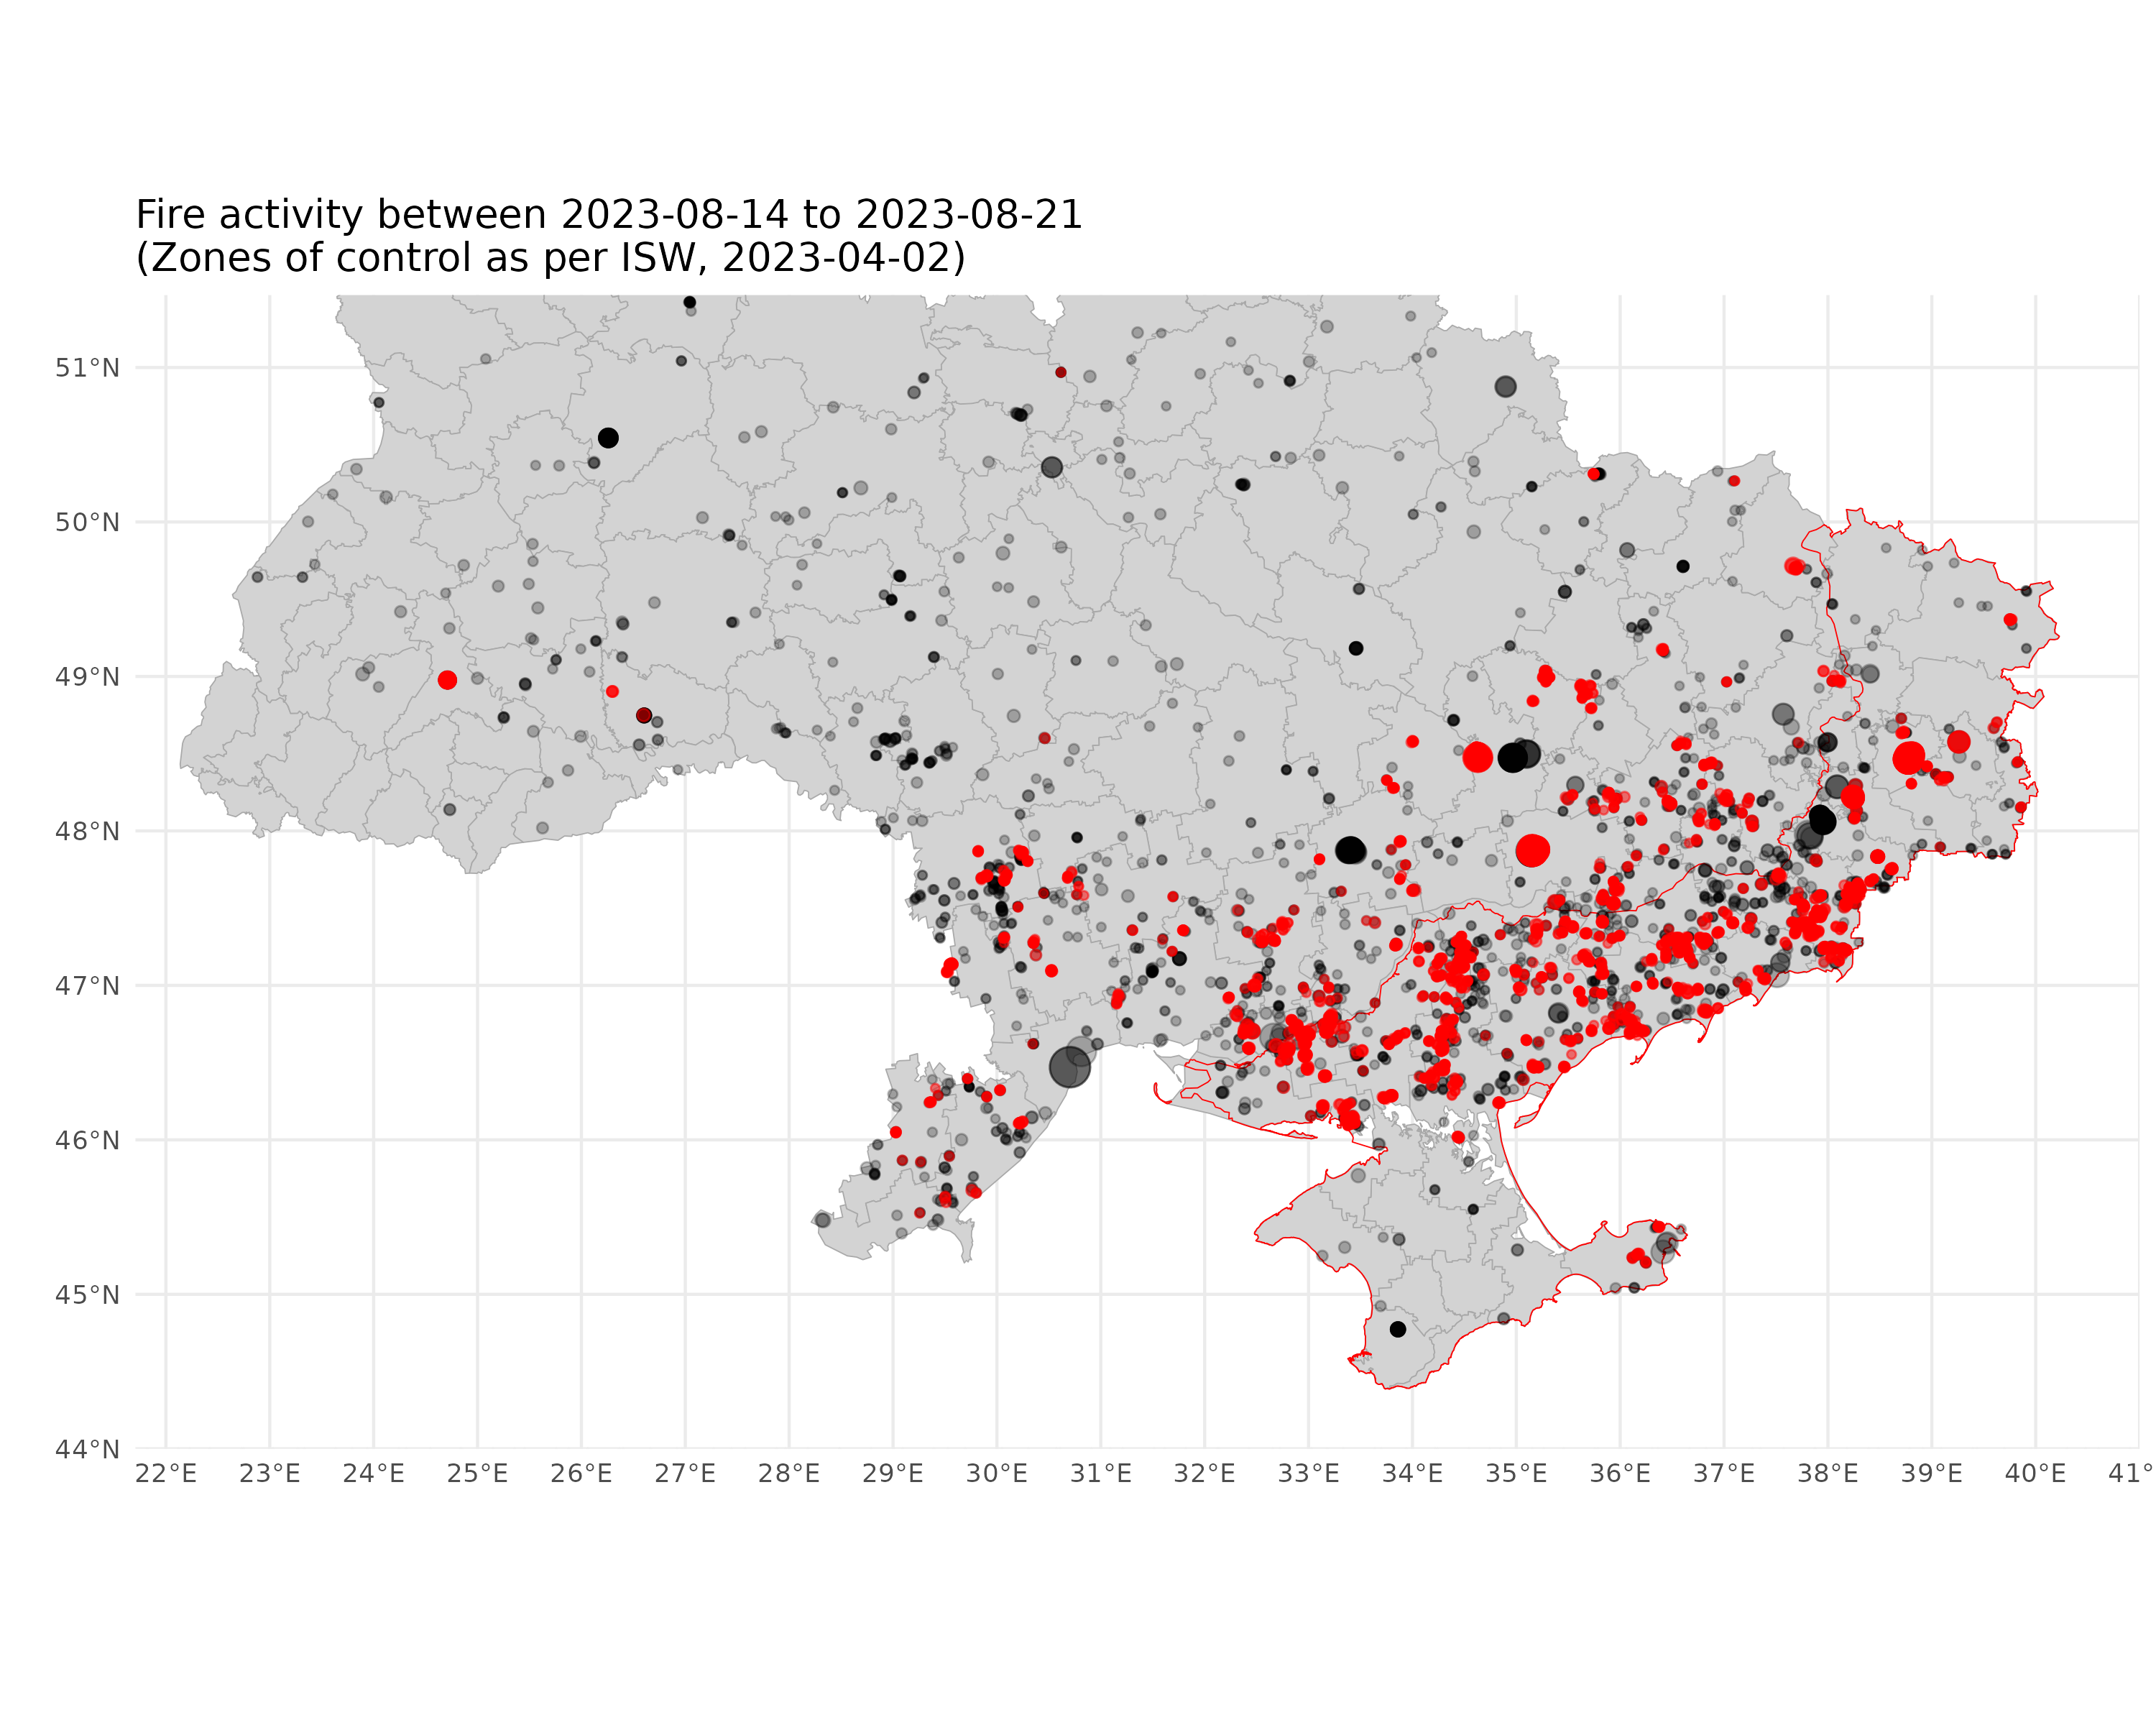 Fire activity between 2023-08-14 to 2023-08-21
(Zones of control as per ISW, 2023-04-02)
51°N
50°N
49°N
48°N
47°N
46°N
45°N
44°N
22°E 23°E 24°E 25°E 26°E 27°E 28°E 29°E 30°E 31°E 32°E 33°E 34°E 35°E 36°E 37°E 38°E 39°E 40°E 41°